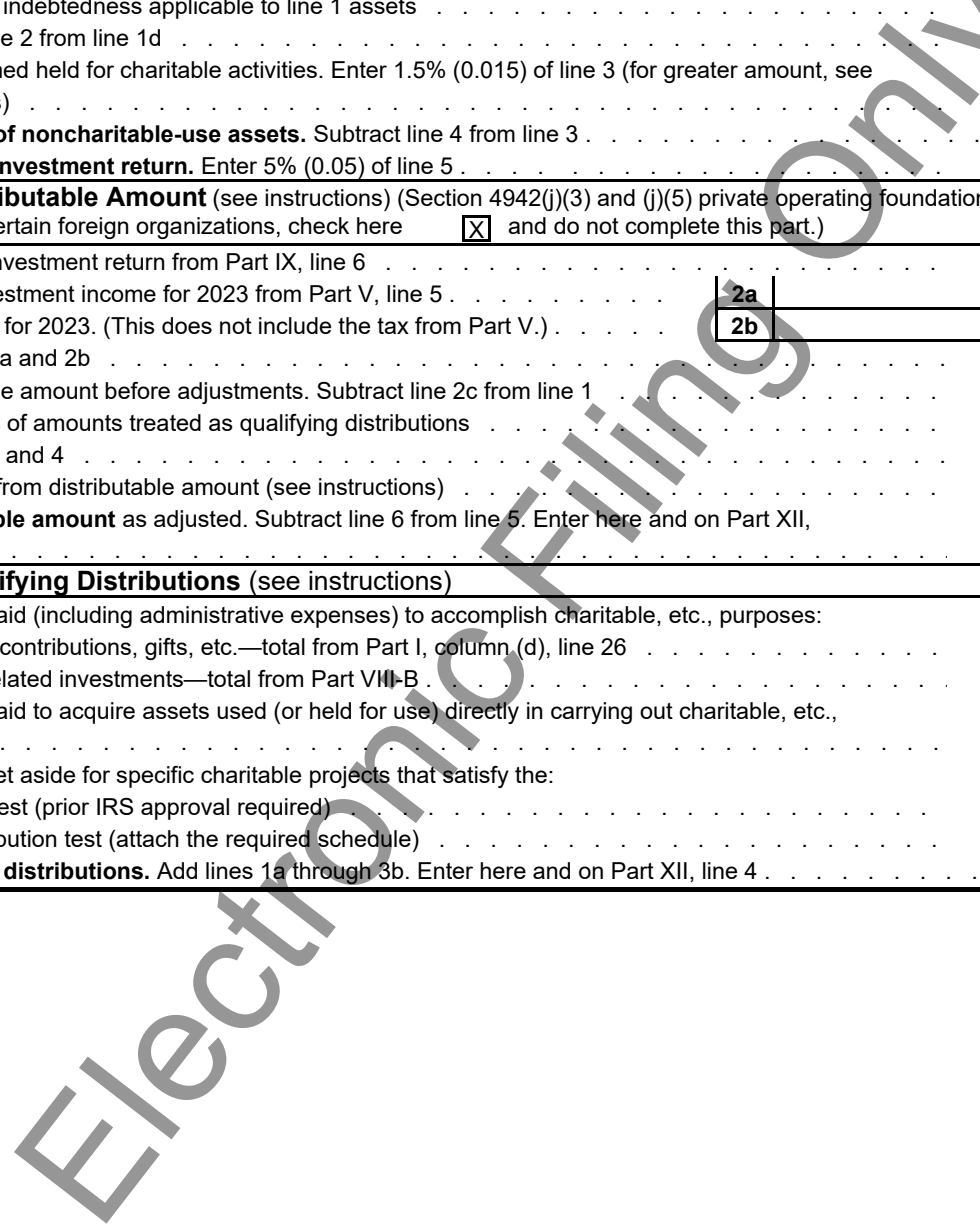 indebtedness applicable to line 1 assets . . . . . . . . . . . . . . . . . .
e 2 from line 1d . . . . . . . . . . . . . . . . . . . . . . . .
ned held for charitable activities. Enter 1.5% (0.015) of line 3 (for greater amount, see
s) . . . . . . . . . . . . . . . . . . . . . . . . . . . . . .
of noncharitable-use assets. Subtract line 4 from line 3 . . . . . . . . . . . . .
nvestment return. Enter 5% (0.05) of line 5 . . . . . . . . . . . . . . . . .
ibutable Amount (see instructions) (Section 4942(j)(3) and (j)(5) private operating foundation
ertain foreign organizations, check here X and do not complete this part.)
nvestment return from Part IX, line 6 . . . . . . . . . . . . . . . . . .
estment income for 2023 from Part V, line 5 . . . . . . . 2a
for 2023. (This does not include the tax from Part V.) . . . . . 2b
a and 2b . . . . . . . . . . . . . . . . . . . . . . . . . . .
e amount before adjustments. Subtract line 2c from line 1 . . . . . . . . . . .
of amounts treated as qualifying distributions . . . . . . . . . . . . . . .
and 4 . . . . . . . . . . . . . . . . . . . . . . . . . . . .
from distributable amount (see instructions) . . . . . . . . . . . . . . . .
ble amount as adjusted. Subtract line 6 from line 5. Enter here and on Part XII,
. . . . . . . . . . . . . . . . . . . . . . . . . . . . . .
ifying Distributions (see instructions)
aid (including administrative expenses) to accomplish charitable, etc., purposes:
contributions, gifts, etc.—total from Part I, column (d), line 26 . . . . . . . . . .
elated investments—total from Part VIII-B . . . . . . . . . . . . . . . . .
aid to acquire assets used (or held for use) directly in carrying out charitable, etc.,
. . . . . . . . . . . . . . . . . . . . . . . . . . . . . .
et aside for specific charitable projects that satisfy the:
est (prior IRS approval required) . . . . . . . . . . . . . . . . . . . .
bution test (attach the required schedule) . . . . . . . . . . . . . . . . .
distributions. Add lines 1a through 3b. Enter here and on Part XII, line 4 . . . . . . .
Electronic Filing Only